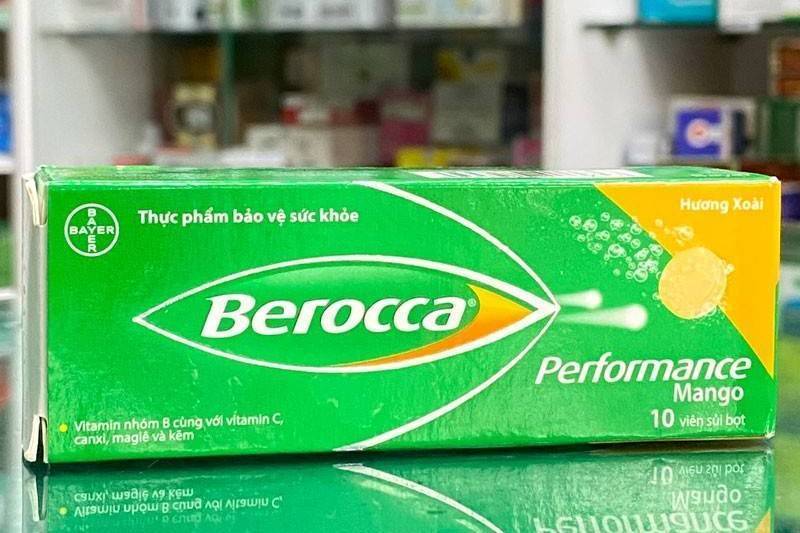 BAYER
BAYER
Thực phẩm bảo vệ sức khỏe
Hương Xoài
Berocca®
Performance
Mango
10 viên sủi bọt
Vitamin nhóm B cùng với vitamin C,
canxi, magiê và kẽm